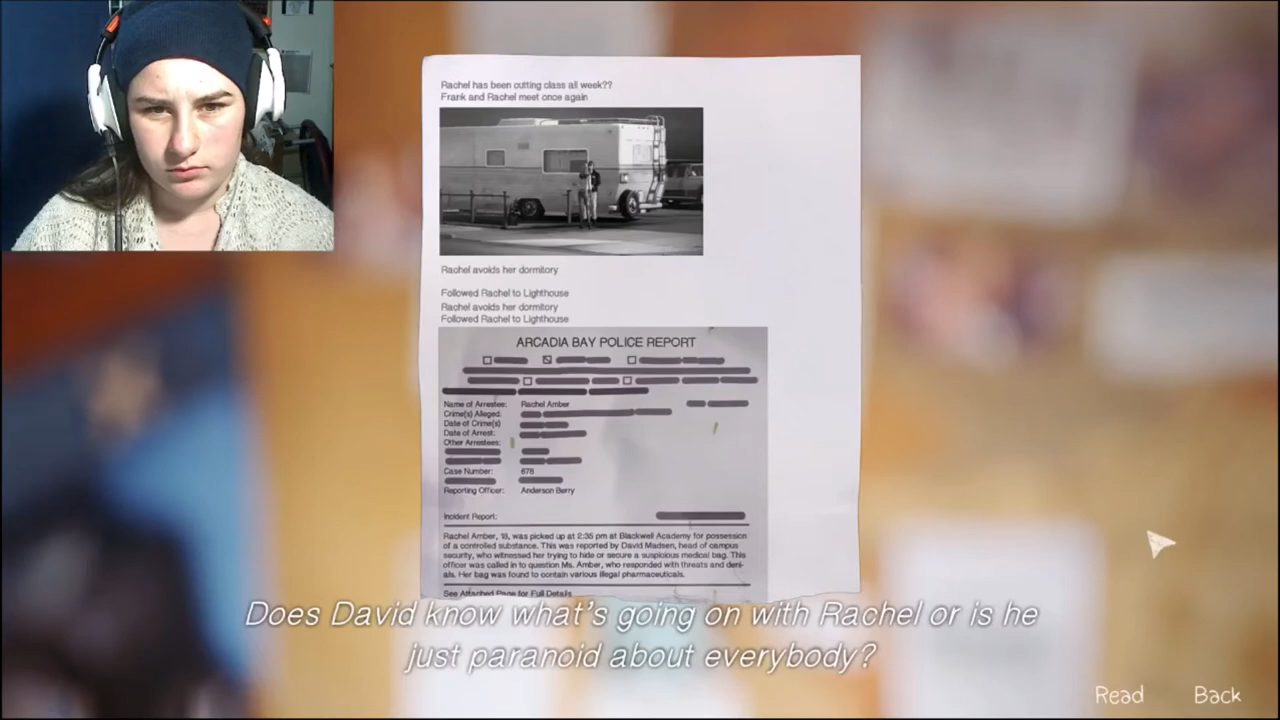 Rachel has been cutting class all week??
Frank and Rachel meet once again
Rachel avoids her dormitory
Followed Rachel to Lighthouse
Rachel avoids her dormitory
Followed Rachel to Lighthouse
ARCADIA BAY POLICE REPORT
Name of Arrestee: Rachel Amber
Crime(s) Alleged:
Date of Crime(s)
Date of Arrest:
Other Arrestees:
Case Number: 678
Reporting Officer: Anderson Berry
Incident Report:
Rachel Amber, 18, was picked up at 2:35 pm at Blackwell Academy for possession
of a controlled substance. This was reported by David Madsen, head of campus
security, who witnessed her trying to hide or secure a suspicious medical bag. This
officer was called in to question Ms. Amber, who responded with threats and deni-
als. Her bag was found to contain various illegal pharmaceuticals.
See Attached Page for Full Details
Does David know what's going on with Rachel or is he
just paranoid about everybody?
Read Back